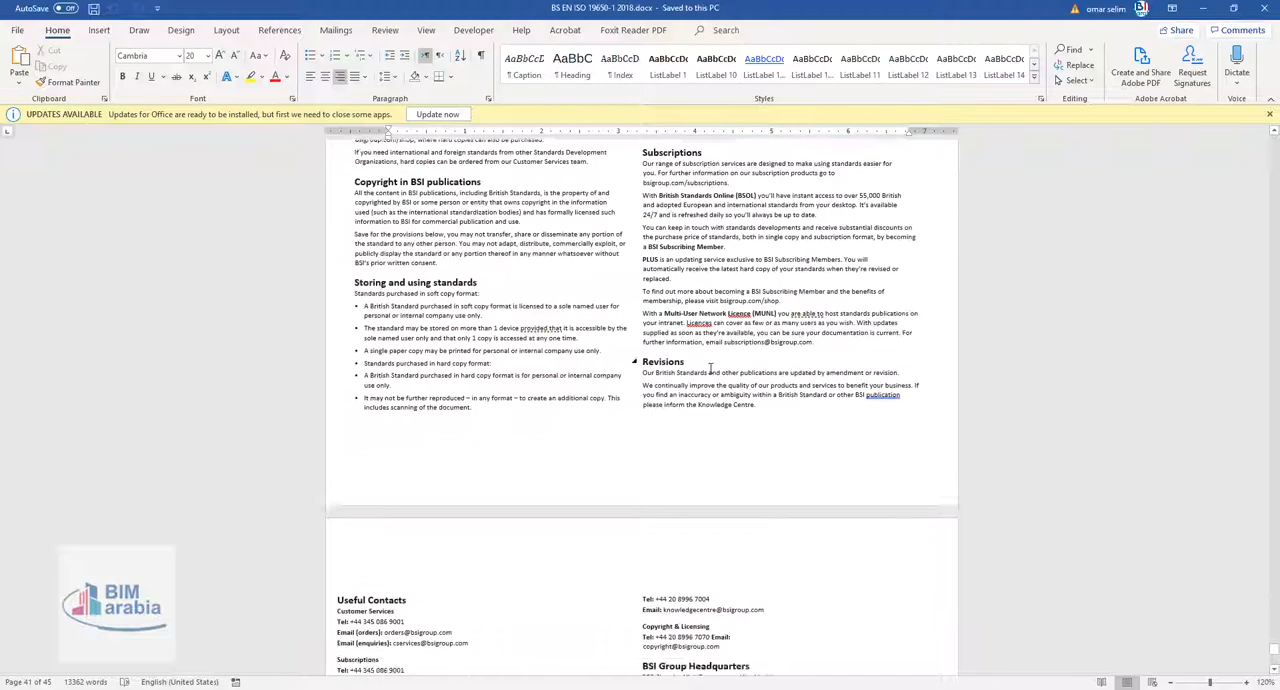 AutoSave Off
BS EN ISO 19650-1 2018.docx - Saved to this PC
omar selim
File Home Insert Draw Design Layout References Mailings Review View Developer Help Acrobat Foxit Reader PDF Search Share Comments
Paste
Cut
Copy
Format Painter
Clipboard
Cambria 20
Font
Paragraph
AaBbCcDc AaBbC AaBbCcDc AaBbCcDc AaBbCcDc AaBbCcDc AaBbCcDc AaBbCcDc AaBbCcDc AaBbCcDc
¶ Caption ¶ Heading ¶ Index ListLabel 1 ListLabel 10 ListLabel 1... ListLabel 11 ListLabel 12 ListLabel 13 ListLabel 14
Styles
Find
Replace
Select
Editing
Create and Share Adobe PDF
Request Signatures
Adobe Acrobat
Dictate
Voice
UPDATES AVAILABLE Updates for Office are ready to be installed, but first we need to close some apps. Update now
1 2 3 4 5 6 7
bsigroup.com/shop, where hard copies can also be purchased.
If you need international and foreign standards from other Standards Development
Organizations, hard copies can be ordered from our Customer Services team.
Copyright in BSI publications
All the content in BSI publications, including British Standards, is the property of and
copyrighted by BSI or some person or entity that owns copyright in the information
used (such as the international standardization bodies) and has formally licensed such
information to BSI for commercial publication and use.
Save for the provisions below, you may not transfer, share or disseminate any portion of
the standard to any other person. You may not adapt, distribute, commercially exploit, or
publicly display the standard or any portion thereof in any manner whatsoever without
BSI's prior written consent.
Storing and using standards
Standards purchased in soft copy format:
• A British Standard purchased in soft copy format is licensed to a sole named user for
personal or internal company use only.
• The standard may be stored on more than 1 device provided that it is accessible by the
sole named user only and that only 1 copy is accessed at any one time.
• A single paper copy may be printed for personal or internal company use only.
• Standards purchased in hard copy format:
• A British Standard purchased in hard copy format is for personal or internal company
use only.
• It may not be further reproduced – in any format – to create an additional copy. This
includes scanning of the document.
Subscriptions
Our range of subscription services are designed to make using standards easier for
you. For further information on our subscription products go to
bsigroup.com/subscriptions.
With British Standards Online (BSOL) you'll have instant access to over 55,000 British
and adopted European and international standards from your desktop. It's available
24/7 and is refreshed daily so you'll always be up to date.
You can keep in touch with standards developments and receive substantial discounts on
the purchase price of standards, both in single copy and subscription format, by becoming
a BSI Subscribing Member.
PLUS is an updating service exclusive to BSI Subscribing Members. You will
automatically receive the latest hard copy of your standards when they're revised or
replaced.
To find out more about becoming a BSI Subscribing Member and the benefits of
membership, please visit bsigroup.com/shop.
With a Multi-User Network Licence (MUNL) you are able to host standards publications on
your intranet. Licences can cover as few or as many users as you wish. With updates
supplied as soon as they're available, you can be sure your documentation is current. For
further information, email subscriptions@bsigroup.com.
Revisions
Our British Standards and other publications are updated by amendment or revision.
We continually improve the quality of our products and services to benefit your business. If
you find an inaccuracy or ambiguity within a British Standard or other BSI publication
please inform the Knowledge Centre.
Useful Contacts
Customer Services
Tel: +44 345 086 9001
Email (orders): orders@bsigroup.com
Email (enquiries): cservices@bsigroup.com
Subscriptions
Tel: +44 345 086 9001
Tel: +44 20 8996 7004
Email: knowledgecentre@bsigroup.com
Copyright & Licensing
Tel: +44 20 8996 7070 Email:
copyright@bsigroup.com
BSI Group Headquarters
BIM
arabia
Page 41 of 45 13362 words English (United States) 120%